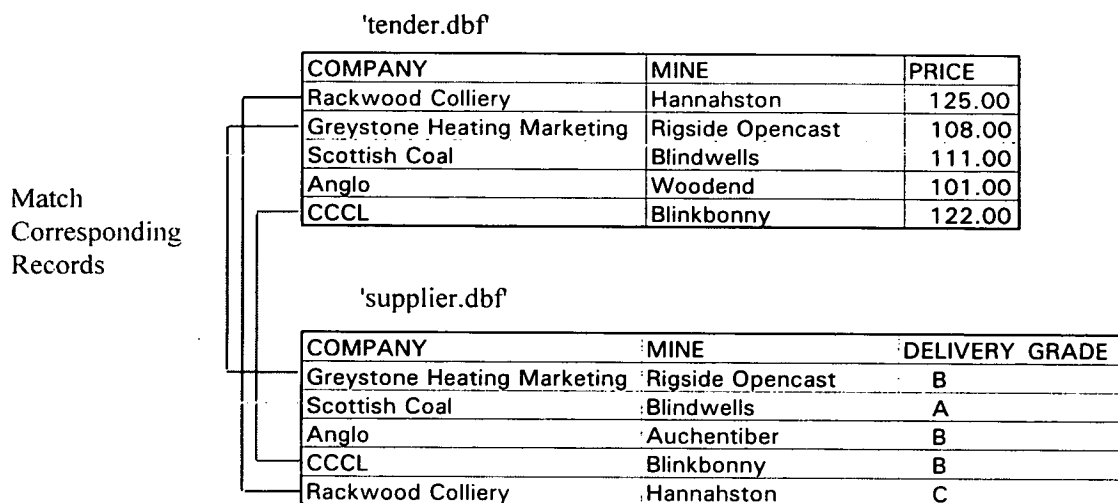 'tender.dbf'
COMPANY MINE PRICE
Rackwood Colliery Hannahston 125.00
Greystone Heating Marketing Rigside Opencast 108.00
Scottish Coal Blindwells 111.00
Anglo Woodend 101.00
CCCL Blinkbonny 122.00
Match
Corresponding
Records
'supplier.dbf'
COMPANY MINE DELIVERY GRADE
Greystone Heating Marketing Rigside Opencast B
Scottish Coal Blindwells A
Anglo Auchentiber B
CCCL Blinkbonny B
Rackwood Colliery Hannahston C